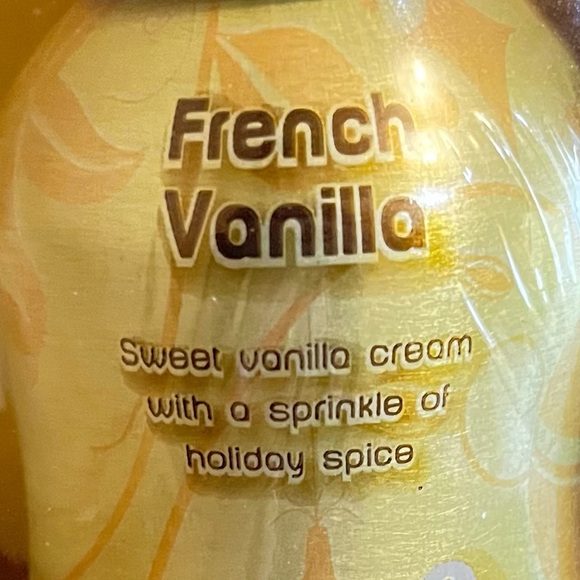 French
Vanilla
Sweet vanilla cream
with a sprinkle of
holiday spice